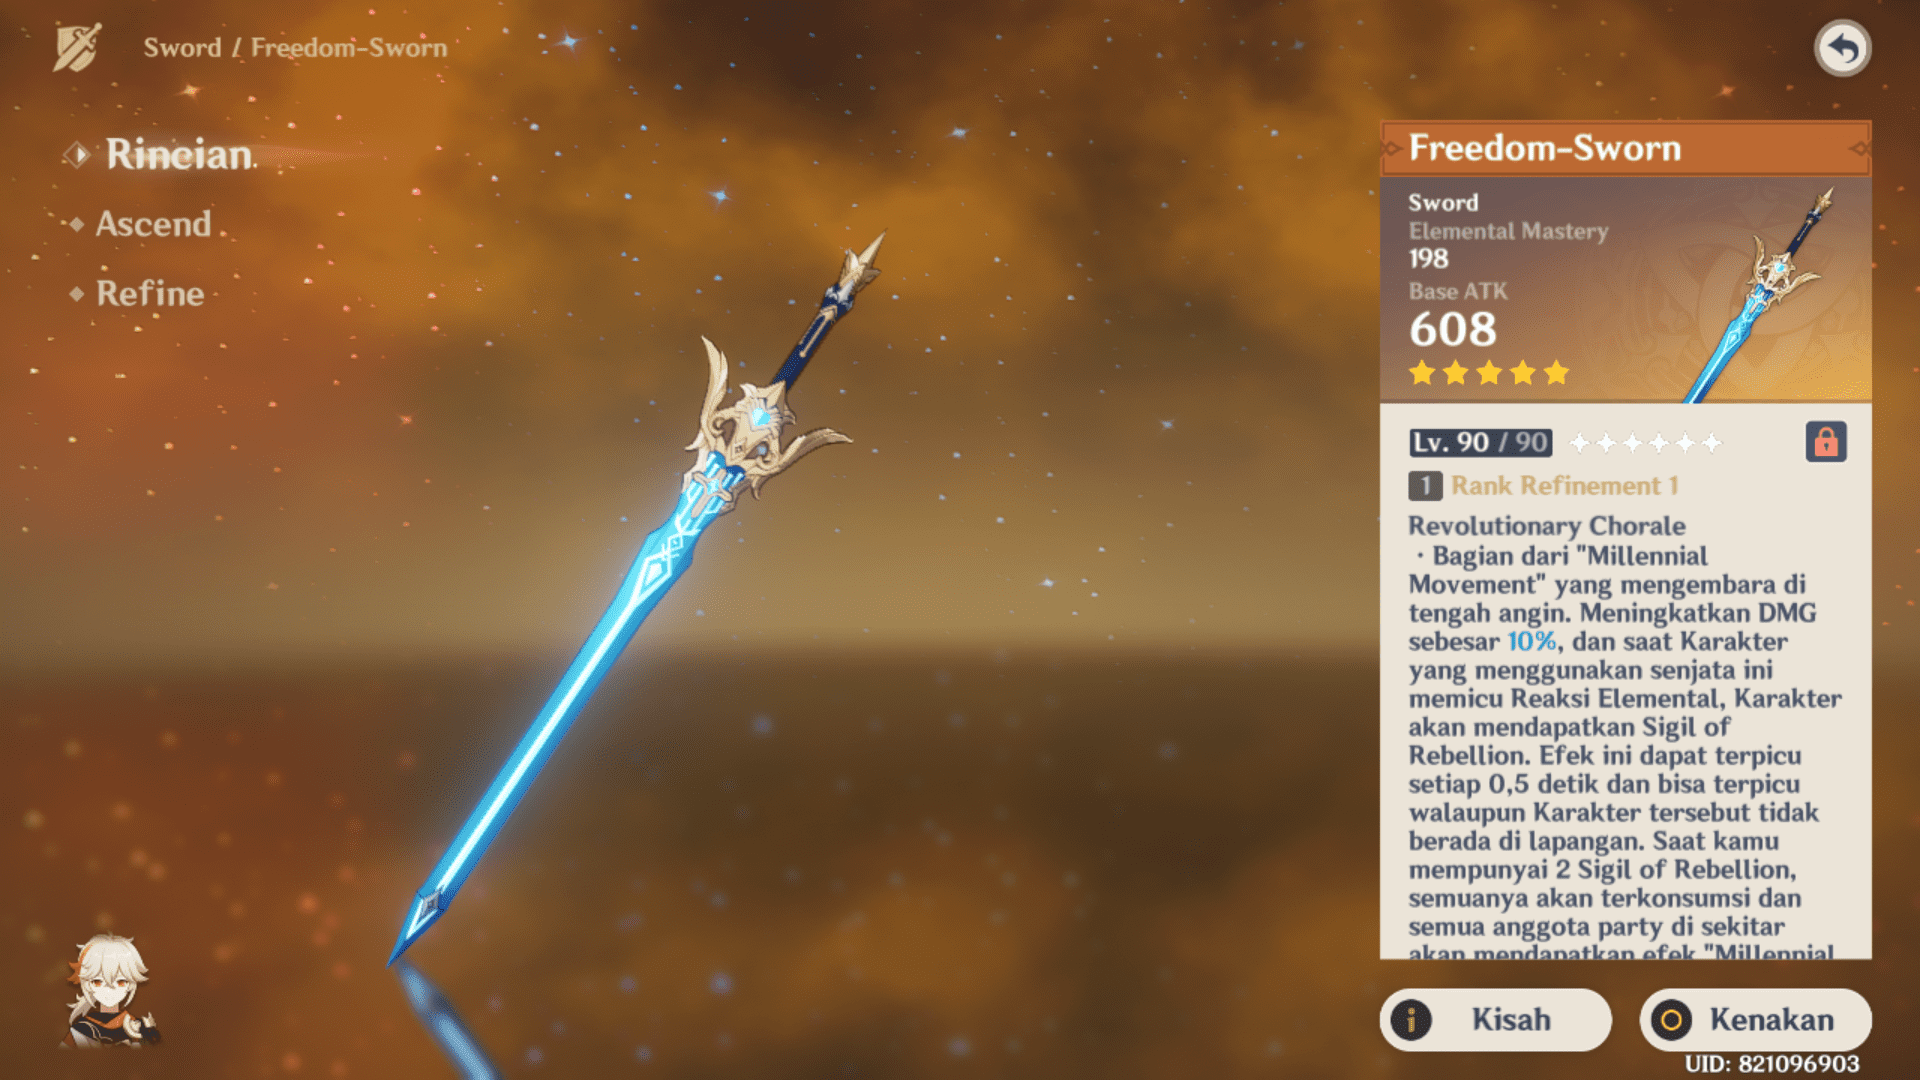 Sword / Freedom-Sworn
Rincian
Ascend
Refine
Freedom-Sworn
Sword
Elemental Mastery
198
Base ATK
608
Lv. 90 / 90
1 Rank Refinement 1
Revolutionary Chorale
· Bagian dari "Millennial
Movement" yang mengembara di
tengah angin. Meningkatkan DMG
sebesar 10%, dan saat Karakter
yang menggunakan senjata ini
memicu Reaksi Elemental, Karakter
akan mendapatkan Sigil of
Rebellion. Efek ini dapat terpicu
setiap 0,5 detik dan bisa terpicu
walaupun Karakter tersebut tidak
berada di lapangan. Saat kamu
mempunyai 2 Sigil of Rebellion,
semuanya akan terkonsumsi dan
semua anggota party di sekitar
akan mendapatkan efek "Millennial
Kisah
Kenakan
UID: 821096903